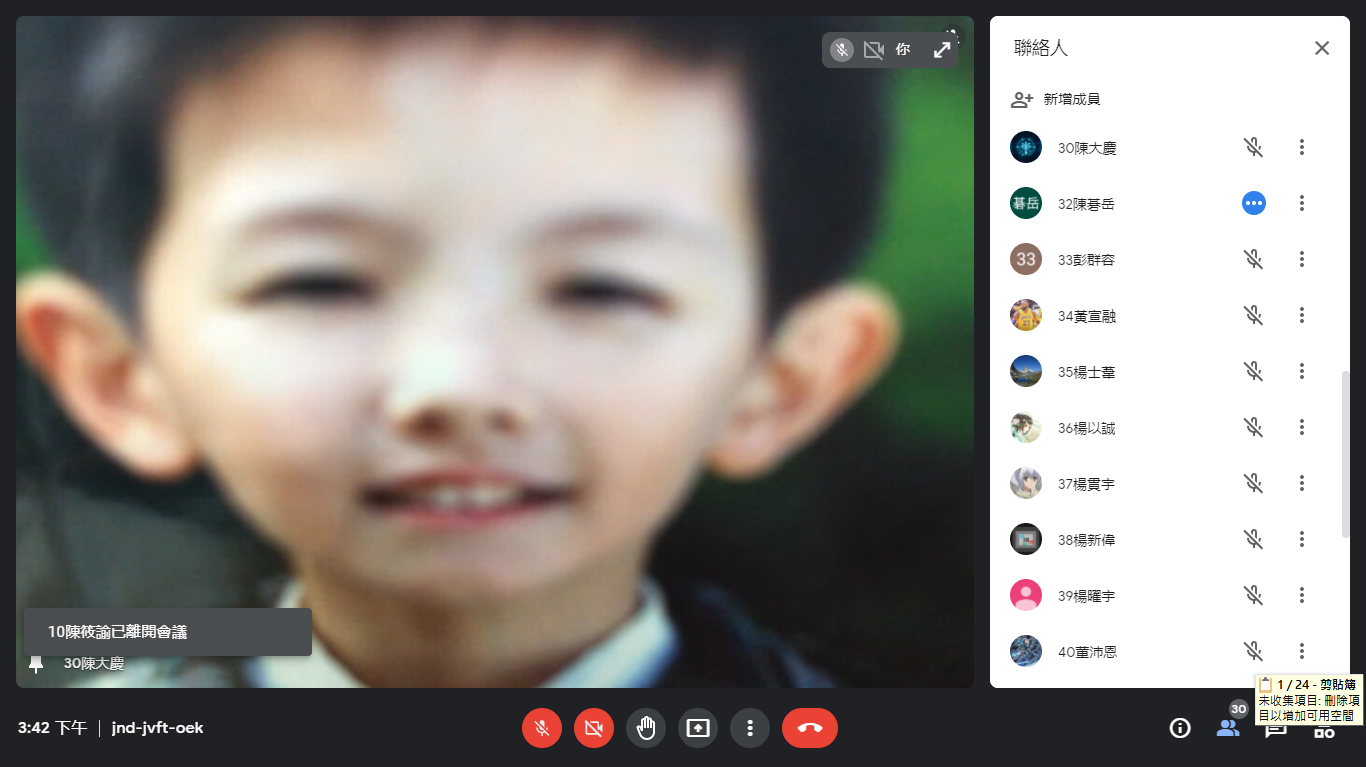 你
10陳筱諭已離開會議
30陳大慶
3:42 下午
jnd-jvft-oek
聯絡人
新增成員
30陳大慶
碁岳
32陳碁岳
33
33彭群容
34黃宣融
35楊士葦
36楊以誠
37楊貫宇
38楊新偉
39楊曜宇
40董沛恩
30
1 / 24 - 剪貼簿
未收集項目: 刪除項
目以增加可用空間